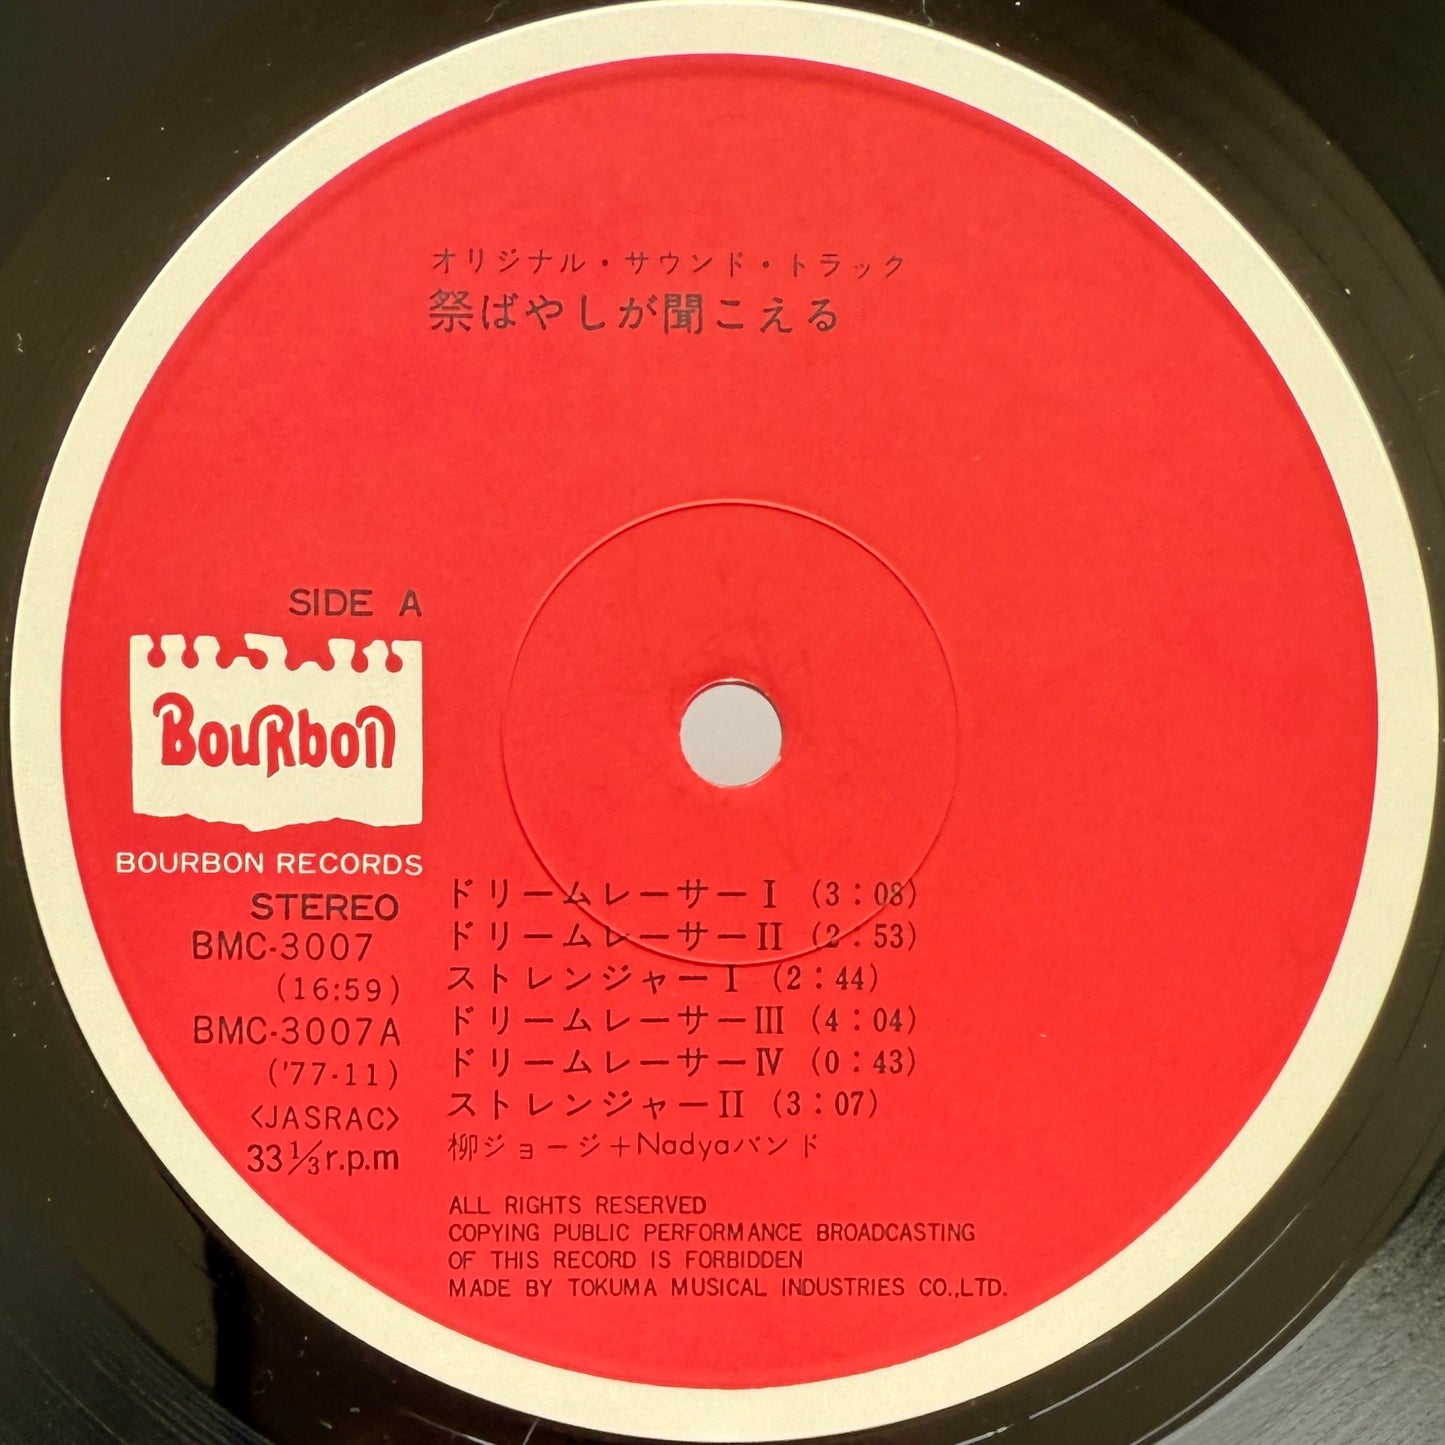 オリジナル・サウンド・トラック
祭ばやしが聞こえる
SIDE A
BouRbon
BOURBON RECORDS
STEREO
BMC-3007
(16:59)
BMC-3007A
('77·11)
<JASRAC>
33 1/3 r.p.m
ドリームレーサーⅠ (3:08)
ドリームレーサーⅡ (2:53)
ストレンジャーⅠ (2:44)
ドリームレーサーⅢ (4:04)
ドリームレーサーⅣ (0:43)
ストレンジャーⅡ (3:07)
柳ジョージ+Nadyaバンド
ALL RIGHTS RESERVED
COPYING PUBLIC PERFORMANCE BROADCASTING
OF THIS RECORD IS FORBIDDEN
MADE BY TOKUMA MUSICAL INDUSTRIES CO.,LTD.